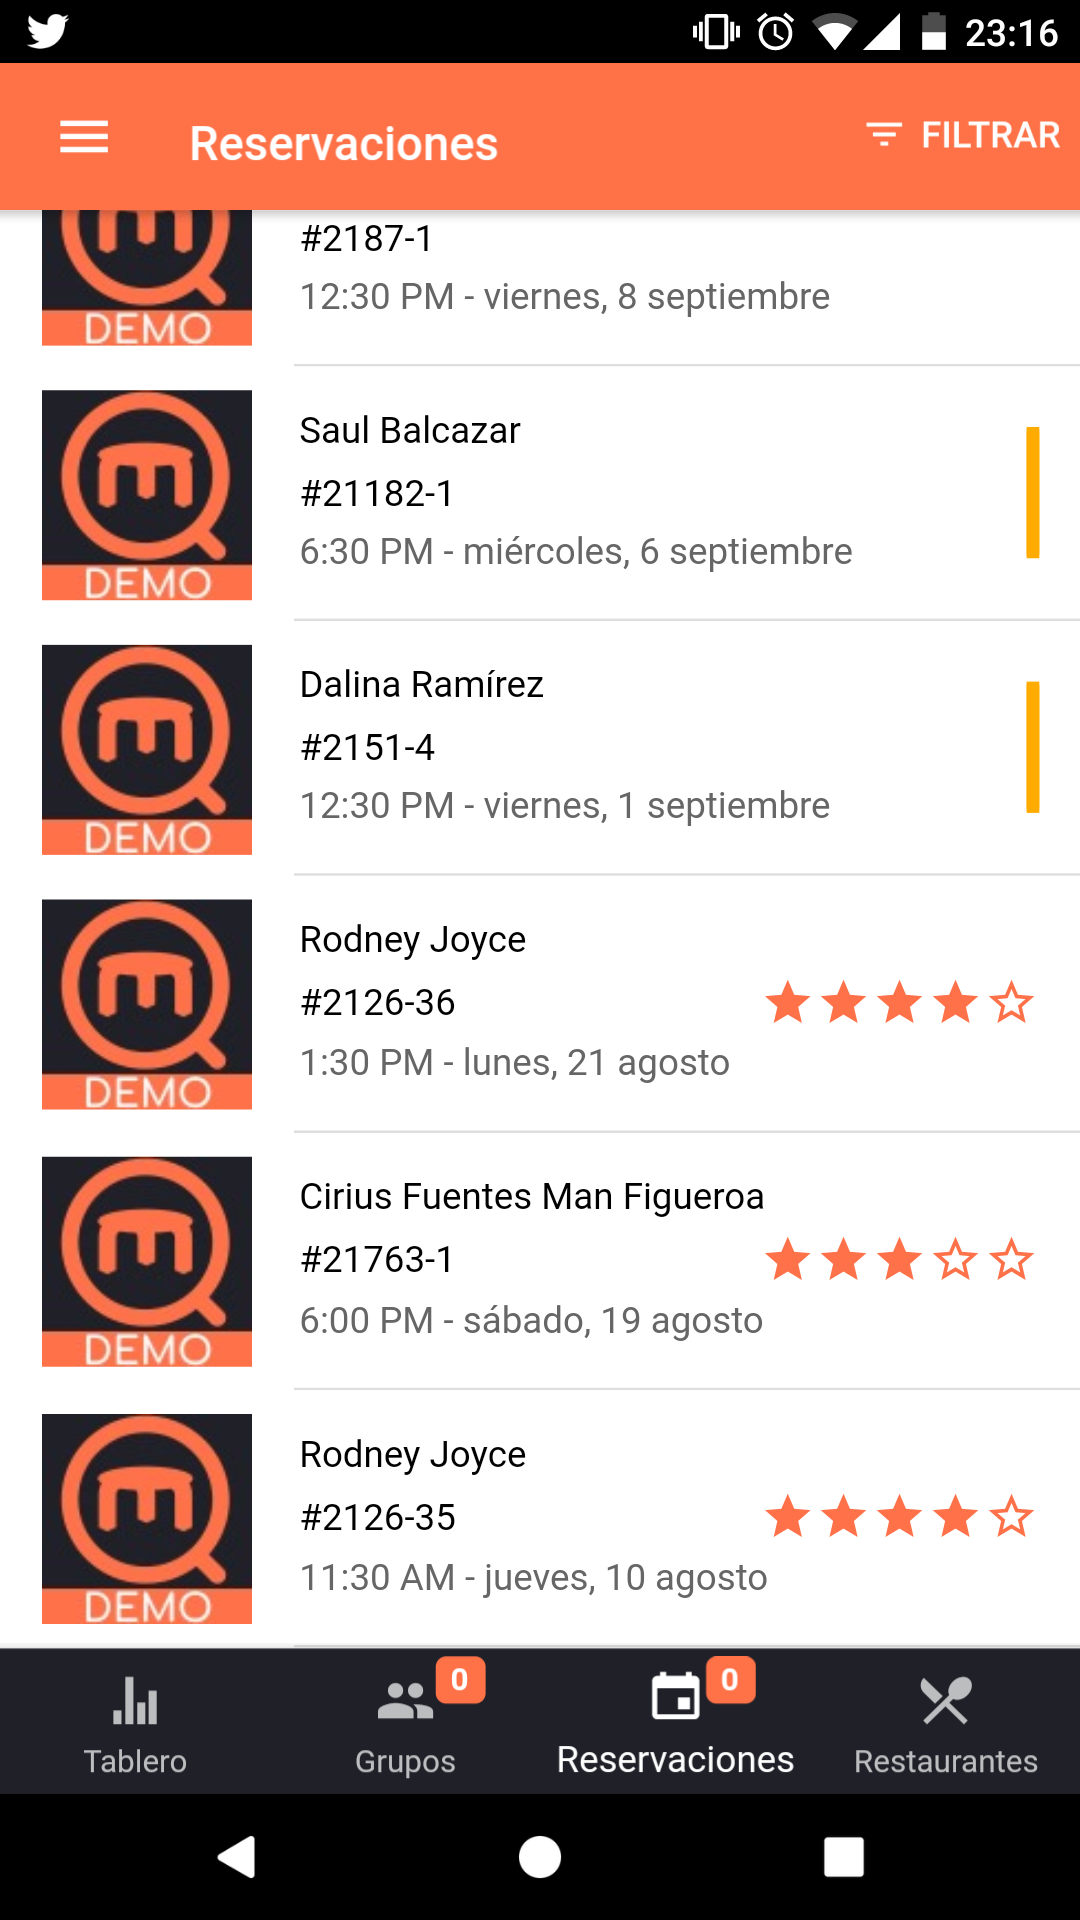 23:16
Reservaciones
FILTRAR
#2187-1
12:30 PM - viernes, 8 septiembre
DEMO
Saul Balcazar
#21182-1
6:30 PM - miércoles, 6 septiembre
DEMO
Dalina Ramírez
#2151-4
12:30 PM - viernes, 1 septiembre
DEMO
Rodney Joyce
#2126-36
1:30 PM - lunes, 21 agosto
DEMO
Cirius Fuentes Man Figueroa
#21763-1
6:00 PM - sábado, 19 agosto
DEMO
Rodney Joyce
#2126-35
11:30 AM - jueves, 10 agosto
DEMO
0
0
Tablero
Grupos
Reservaciones
Restaurantes